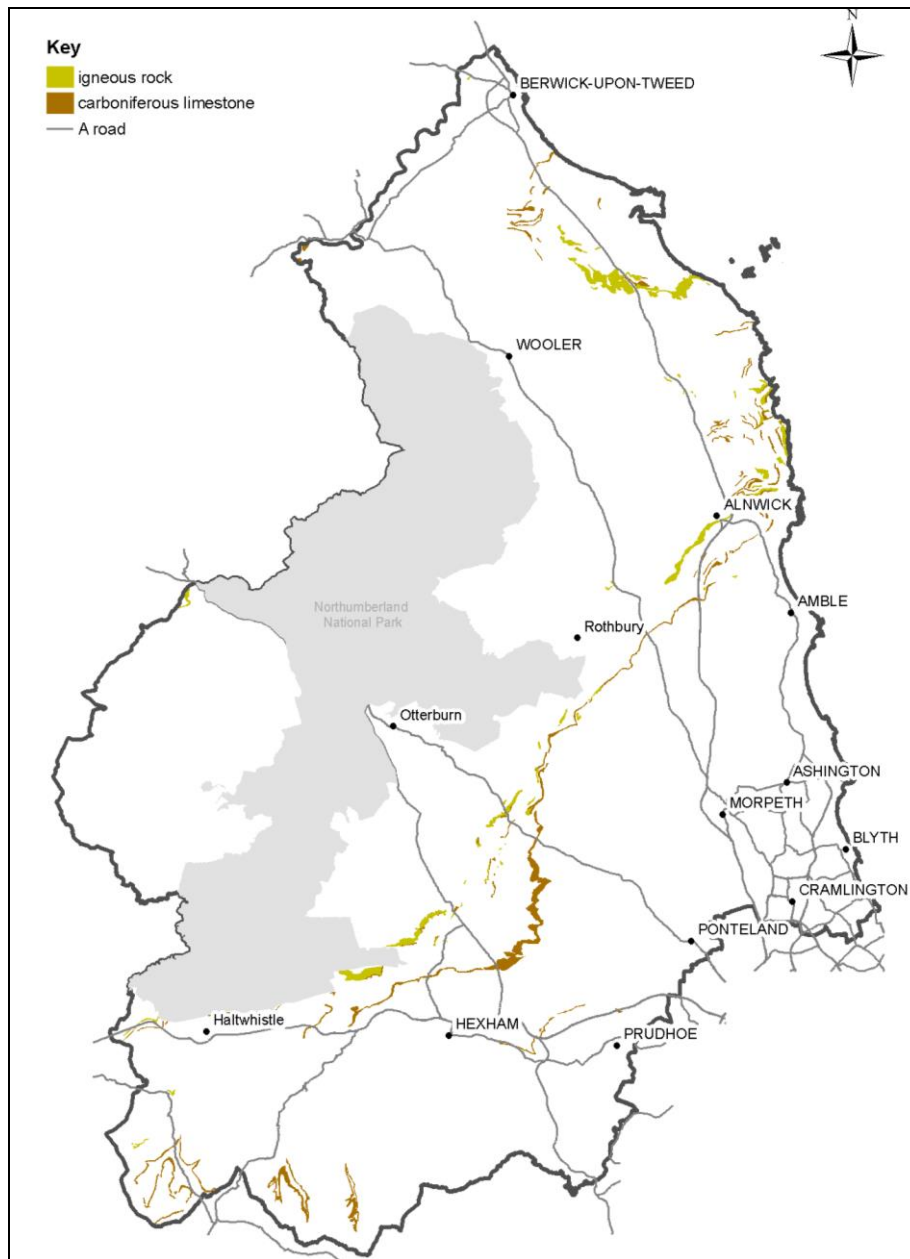 N
Key
igneous rock
carboniferous limestone
A road
BERWICK-UPON-TWEED
WOOLER
ALNWICK
AMBLE
Northumberland
National Park
Rothbury
Otterburn
ASHINGTON
MORPETH
BLYTH
CRAMLINGTON
PONTELAND
Haltwhistle
HEXHAM
PRUDHOE